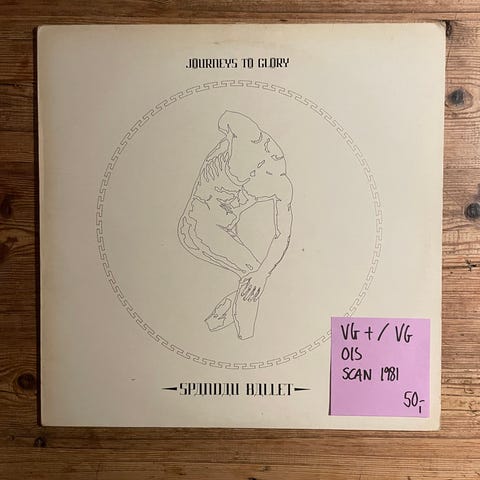 JOURNEYS TO GLORY
SPANDAU BALLET
VG+/VG
OIS
SCAN 1981
50,-